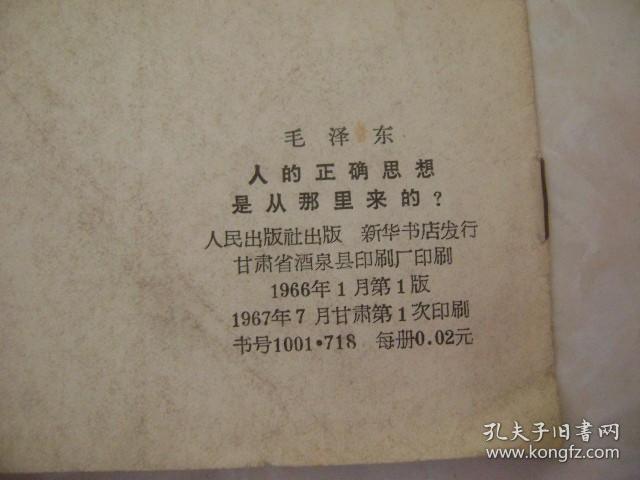 毛泽东
人的正确思想
是从那里来的？
人民出版社出版 新华书店发行
甘肃省酒泉县印刷厂印刷
1966年1月第1版
1967年7月甘肃第1次印刷
书号1001·718 每册0.02元
孔夫子旧书网
www.kongfz.com